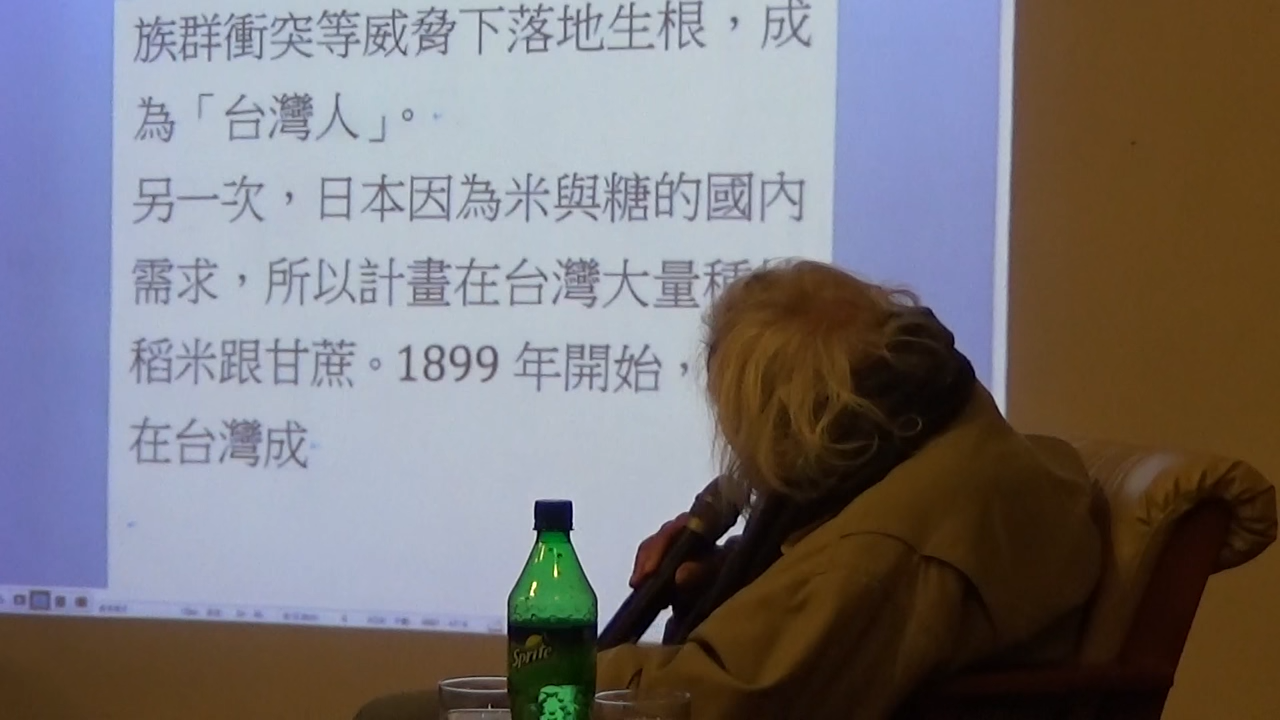 族群衝突等威脅下落地生根，成
為「台灣人」。
另一次，日本因為米與糖的國內
需求，所以計畫在台灣大量種
稻米跟甘蔗。1899 年開始，
在台灣成
Sprite